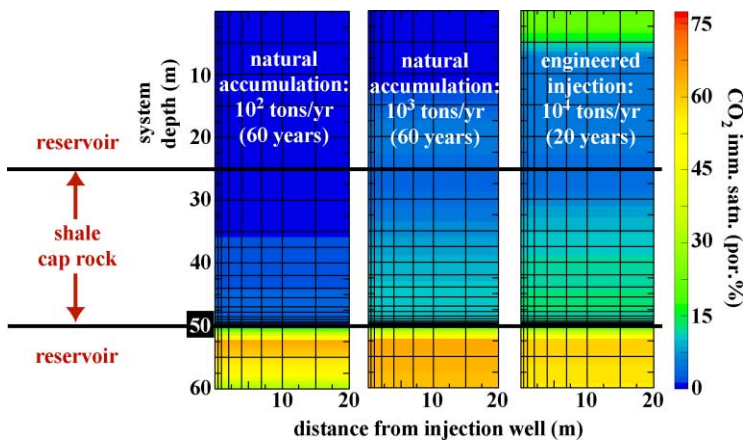 natural
accumulation:
10² tons/yr
(60 years)
natural
accumulation:
10³ tons/yr
(60 years)
engineered
injection:
10⁴ tons/yr
(20 years)
system
depth (m)
10
20
30
40
50
60
reservoir
shale
cap rock
reservoir
10
20
10
20
10
20
distance from injection well (m)
75
60
45
30
15
0
CO₂ imm. satn. (por.%)